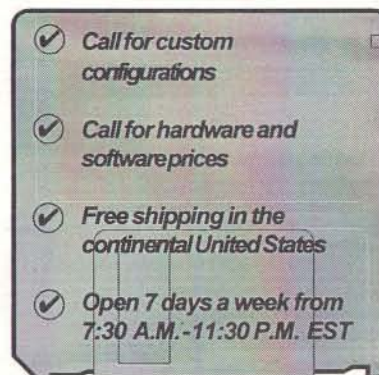 Call for custom
configurations
Call for hardware and
software prices
Free shipping in the
continental United States
Open 7 days a week from
7:30 A.M.-11:30 P.M. EST